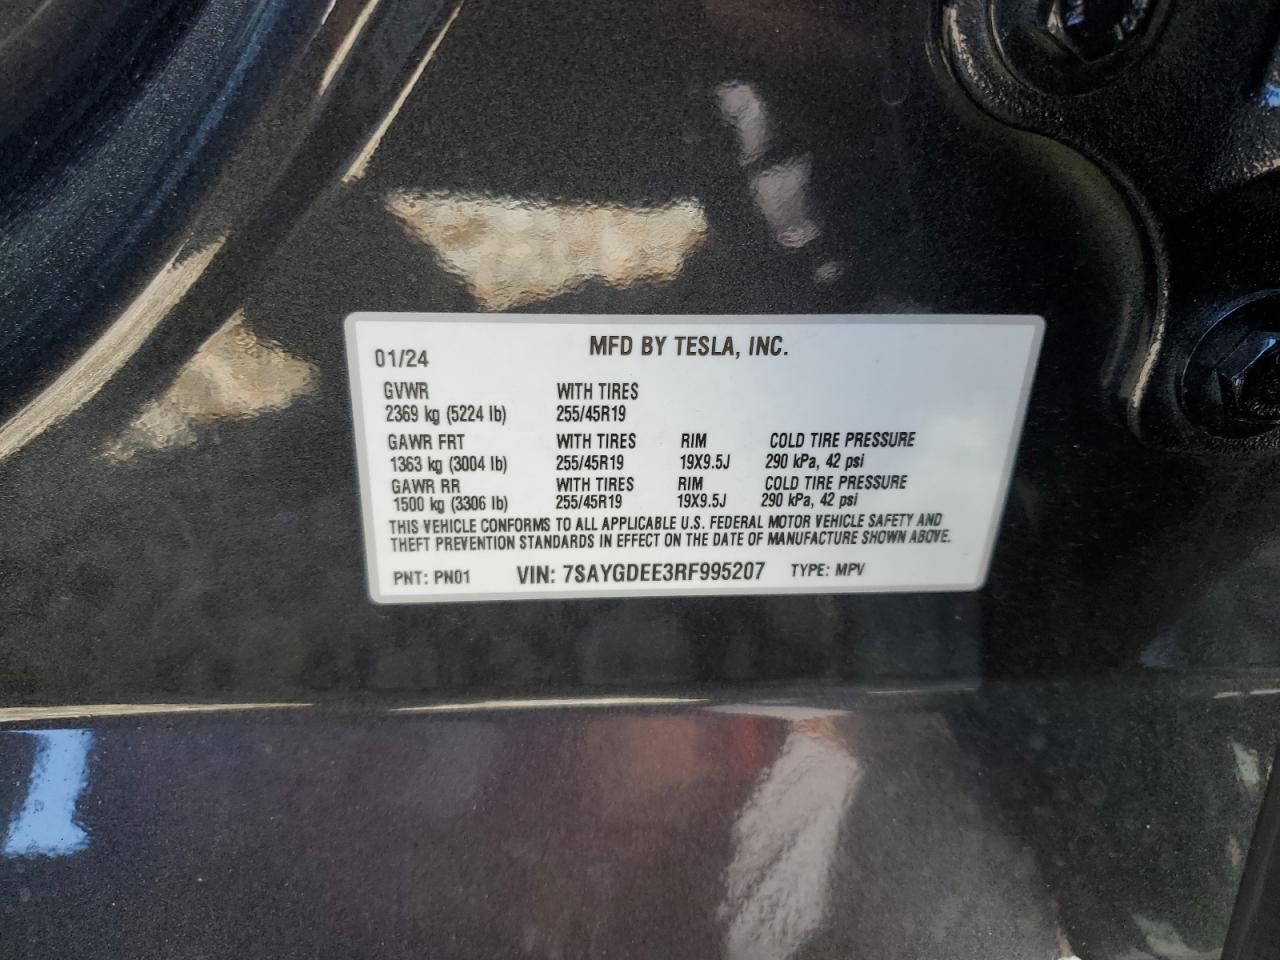 MFD BY TESLA, INC.
01/24
GVWR WITH TIRES
2369 kg (5224 lb) 255/45R19
GAWR FRT WITH TIRES RIM COLD TIRE PRESSURE
1363 kg (3004 lb) 255/45R19 19X9.5J 290 kPa, 42 psi
GAWR RR WITH TIRES RIM COLD TIRE PRESSURE
1500 kg (3306 lb) 255/45R19 19X9.5J 290 kPa, 42 psi
THIS VEHICLE CONFORMS TO ALL APPLICABLE U.S. FEDERAL MOTOR VEHICLE SAFETY AND
THEFT PREVENTION STANDARDS IN EFFECT ON THE DATE OF MANUFACTURE SHOWN ABOVE.
PNT: PN01 VIN: 7SAYGDEE3RF995207 TYPE: MPV